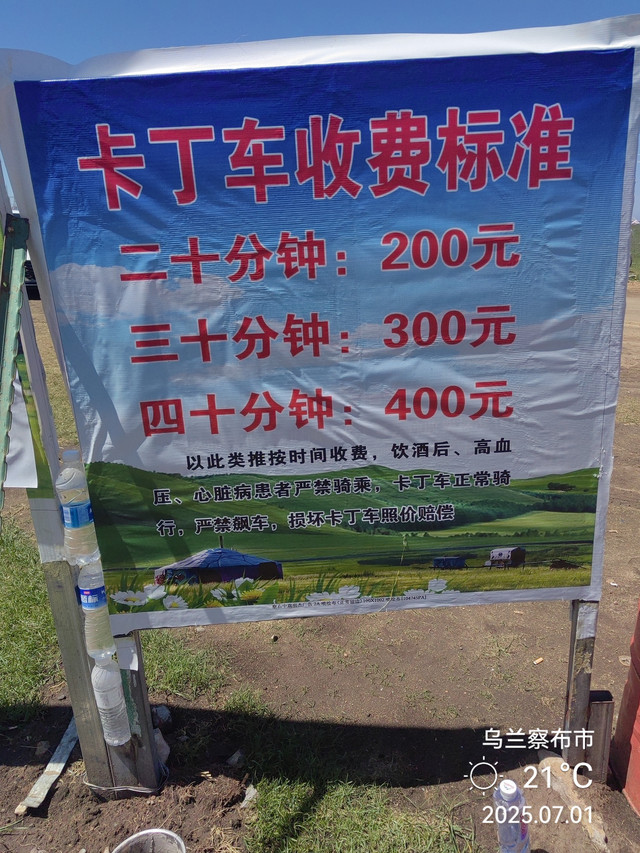 卡丁车收费标准
二十分钟：200元
三十分钟：300元
四十分钟：400元
以此类推按时间收费，饮酒后、高血
压、心脏病患者严禁骑乘，卡丁车正常骑
行，严禁飙车，损坏卡丁车照价赔偿
乌兰察布市
21°C
2025.07.01